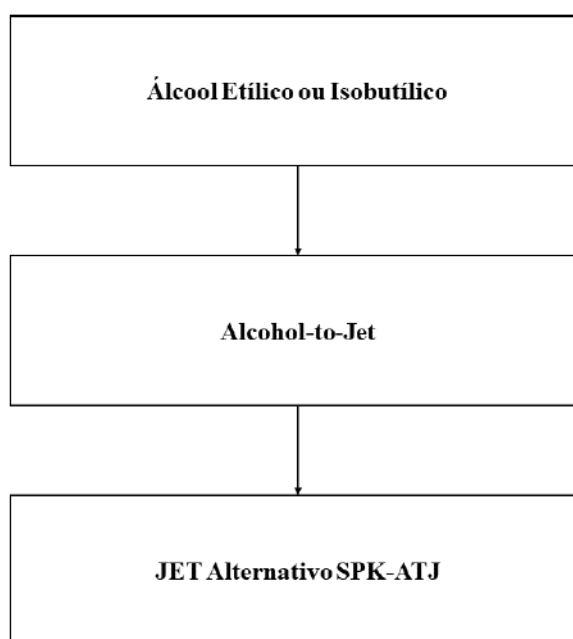 Álcool Etílico ou Isobutílico
Alcohol-to-Jet
JET Alternativo SPK-ATJ